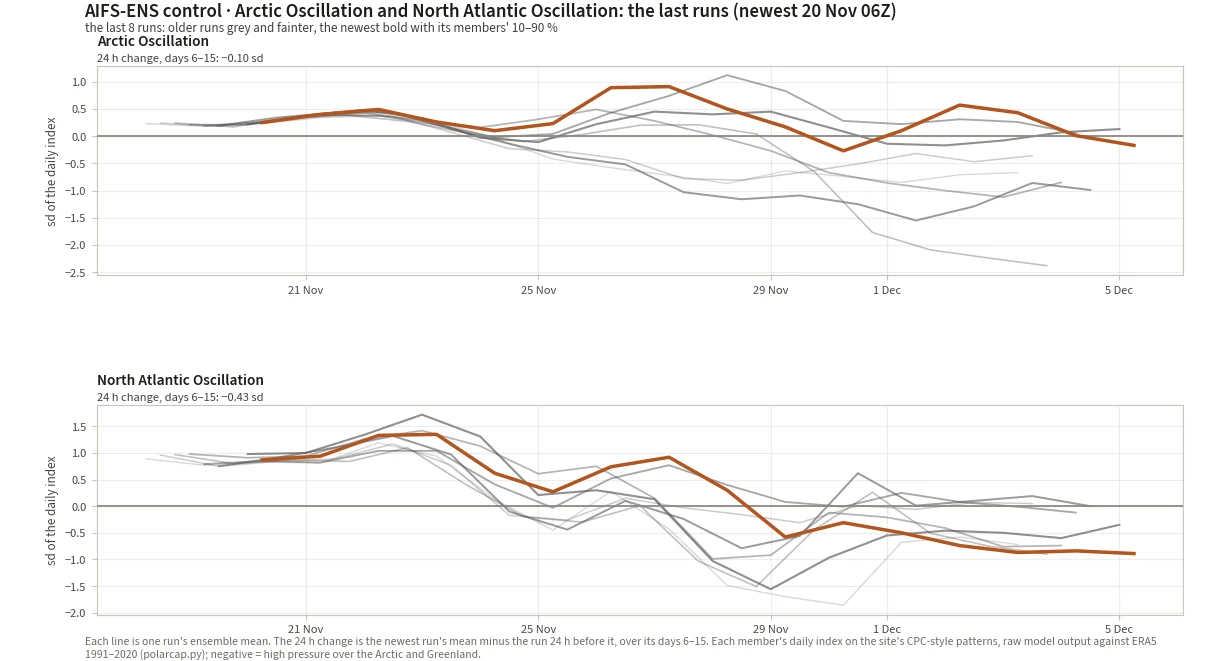 AIFS-ENS control · Arctic Oscillation and North Atlantic Oscillation: the last runs (newest 20 Nov 06Z)
the last 8 runs: older runs grey and fainter, the newest bold with its members' 10–90 %
Arctic Oscillation
24 h change, days 6–15: −0.10 sd
sd of the daily index
1.0
0.5
0.0
−0.5
−1.0
−1.5
−2.0
−2.5
21 Nov 25 Nov 29 Nov 1 Dec 5 Dec
North Atlantic Oscillation
24 h change, days 6–15: −0.43 sd
sd of the daily index
1.5
1.0
0.5
0.0
−0.5
−1.0
−1.5
−2.0
21 Nov 25 Nov 29 Nov 1 Dec 5 Dec
Each line is one run's ensemble mean. The 24 h change is the newest run's mean minus the run 24 h before it, over its days 6–15. Each member's daily index on the site's CPC-style patterns, raw model output against ERA5
1991–2020 (polarcap.py); negative = high pressure over the Arctic and Greenland.